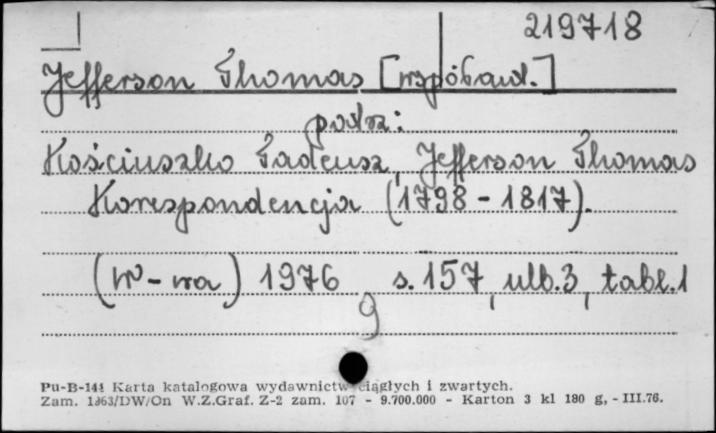 219718
Jefferson Thomas [współaut.]
podsz:
Kościuszko Tadeusz, Jefferson Thomas
Korespondencja (1798 - 1817).
(W-wa) 1976 s. 157, ulb. 3, tabl. 1
g
Pu-B-141 Karta katalogowa wydawnictw ciągłych i zwartych.
Zam. 1363/DW/On W.Z.Graf. Z-2 zam. 107 - 9.700.000 - Karton 3 kl 180 g, - III.76.